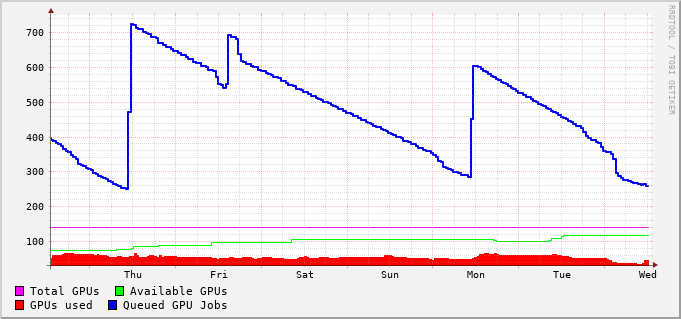 RRDTOOL / TOBI OETIKER
700
600
500
400
300
200
100
Thu Fri Sat Sun Mon Tue Wed
Total GPUs Available GPUs
GPUs used Queued GPU Jobs